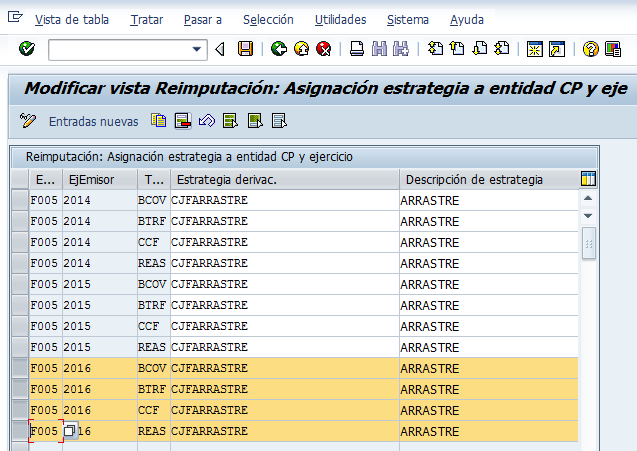 Vista de tabla Tratar Pasar a Selección Utilidades Sistema Ayuda
Modificar vista Reimputación: Asignación estrategia a entidad CP y eje
Entradas nuevas
Reimputación: Asignación estrategia a entidad CP y ejercicio
E... EjEmisor T... Estrategia derivac. Descripción de estrategia
F005 2014 BCOV CJFARRASTRE ARRASTRE
F005 2014 BTRF CJFARRASTRE ARRASTRE
F005 2014 CCF CJFARRASTRE ARRASTRE
F005 2014 REAS CJFARRASTRE ARRASTRE
F005 2015 BCOV CJFARRASTRE ARRASTRE
F005 2015 BTRF CJFARRASTRE ARRASTRE
F005 2015 CCF CJFARRASTRE ARRASTRE
F005 2015 REAS CJFARRASTRE ARRASTRE
F005 2016 BCOV CJFARRASTRE ARRASTRE
F005 2016 BTRF CJFARRASTRE ARRASTRE
F005 2016 CCF CJFARRASTRE ARRASTRE
F005 16 REAS CJFARRASTRE ARRASTRE